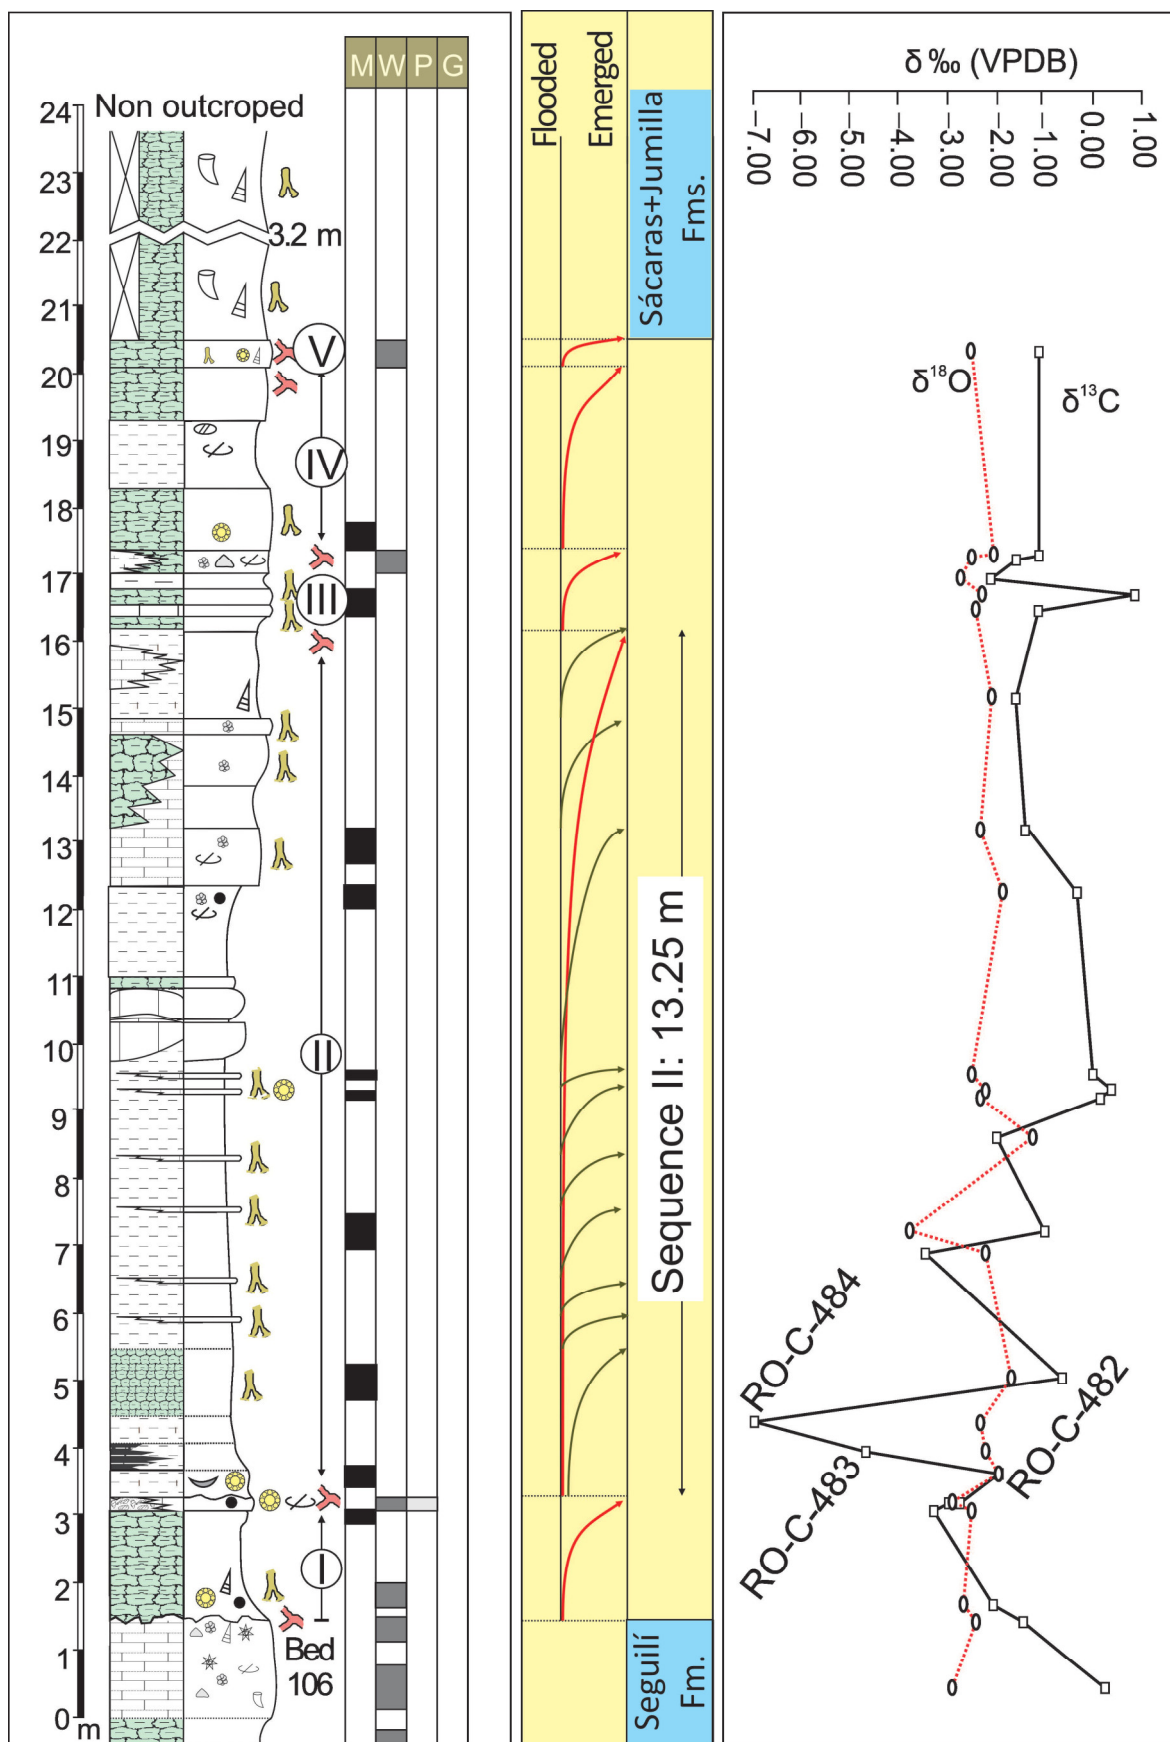 M W P G
Flooded
Emerged
Sácaras+Jumilla
Fms.
δ ‰ (VPDB)
-7.00
-6.00
-5.00
-4.00
-3.00
-2.00
-1.00
0.00
1.00
Non outcroped
24
23
3.2 m
22
21
V
20
19
IV
18
17
III
16
15
14
13
12
11
10
II
9
8
7
6
5
4
3
2
I
1
0
m
Bed
106
Sequence II: 13.25 m
Seguilí
Fm.
δ18O
δ13C
RO-C-484
RO-C-482
RO-C-483